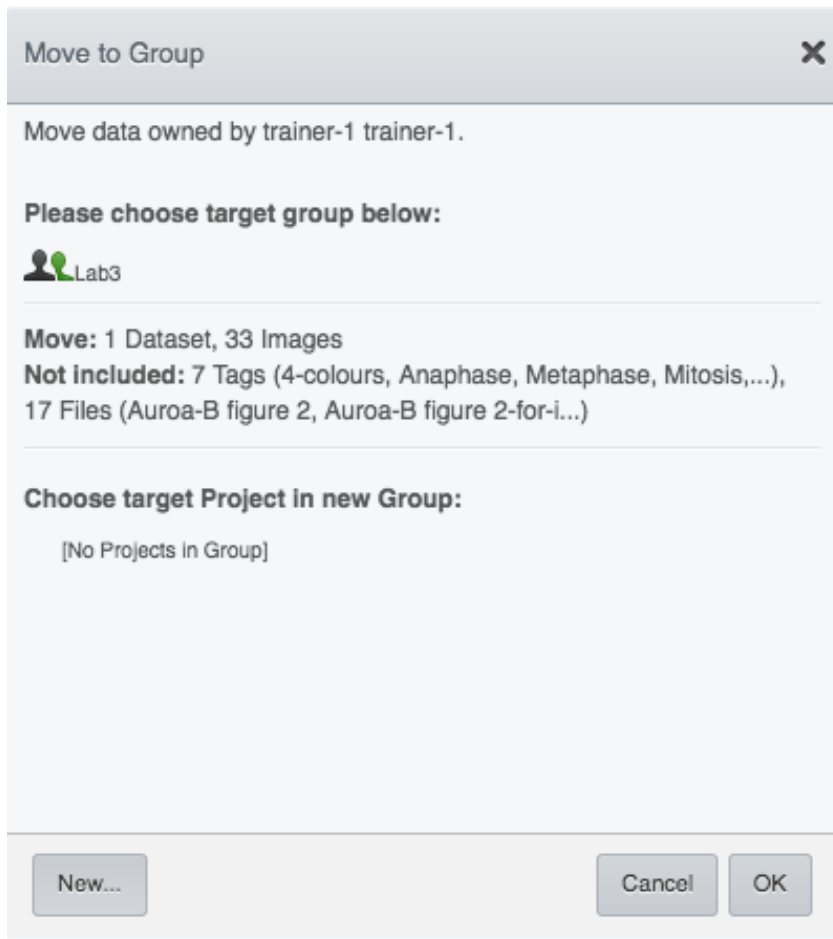 Move to Group
Move data owned by trainer-1 trainer-1.
Please choose target group below:
Lab3
Move: 1 Dataset, 33 Images
Not included: 7 Tags (4-colours, Anaphase, Metaphase, Mitosis,...),
17 Files (Auroa-B figure 2, Auroa-B figure 2-for-i...)
Choose target Project in new Group:
[No Projects in Group]
New...
Cancel
OK